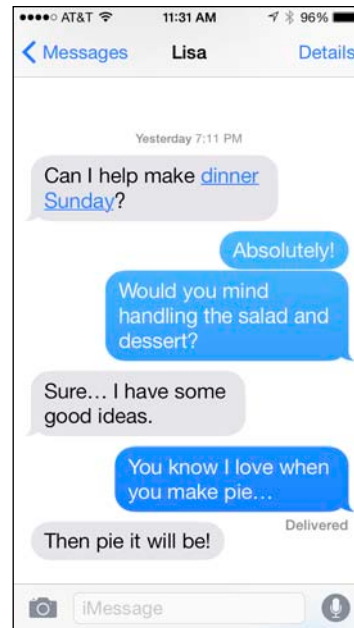 AT&T 11:31 AM 96%
Messages Lisa Details
Yesterday 7:11 PM
Can I help make dinner
Sunday?
Absolutely!
Would you mind
handling the salad and
dessert?
Sure... I have some
good ideas.
You know I love when
you make pie...
Delivered
Then pie it will be!
iMessage